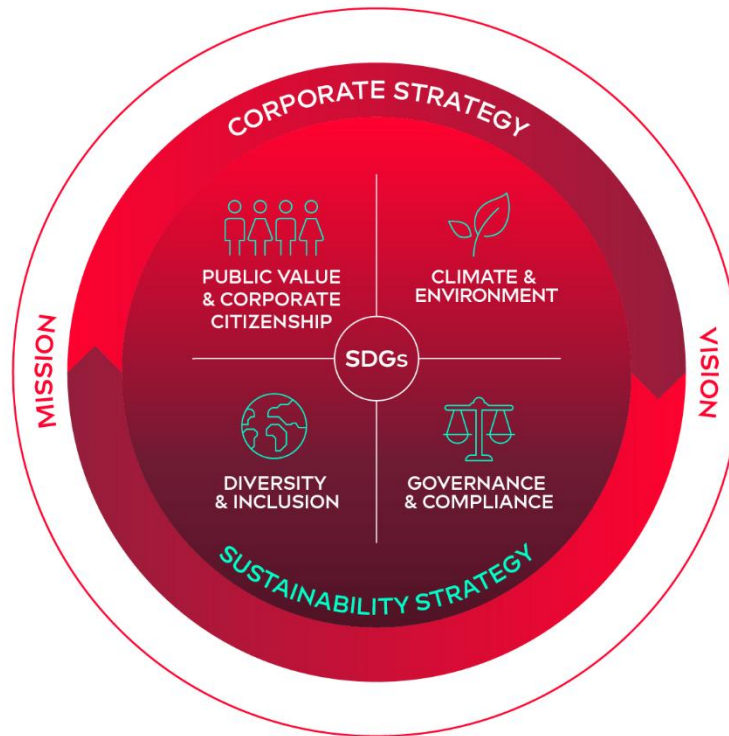 CORPORATE STRATEGY
PUBLIC VALUE
& CORPORATE
CITIZENSHIP
CLIMATE &
ENVIRONMENT
MISSION
SDGs
VISION
DIVERSITY
& INCLUSION
GOVERNANCE
& COMPLIANCE
SUSTAINABILITY STRATEGY